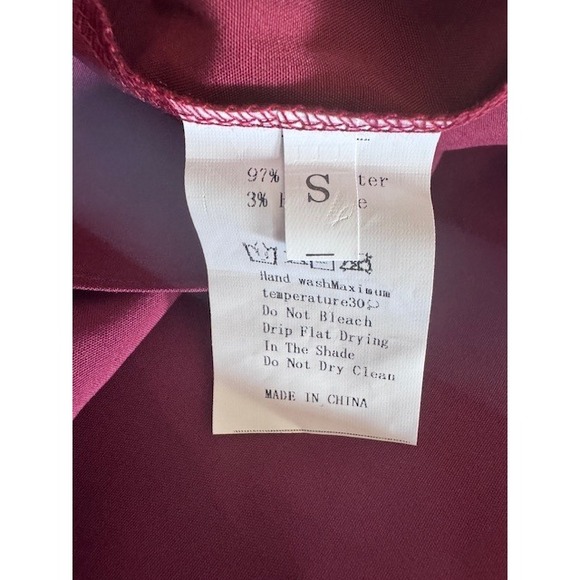 97% ter
S
3% e
Hand washMaximum
temperature30
Do Not Bleach
Drip Flat Drying
In The Shade
Do Not Dry Clean
MADE IN CHINA